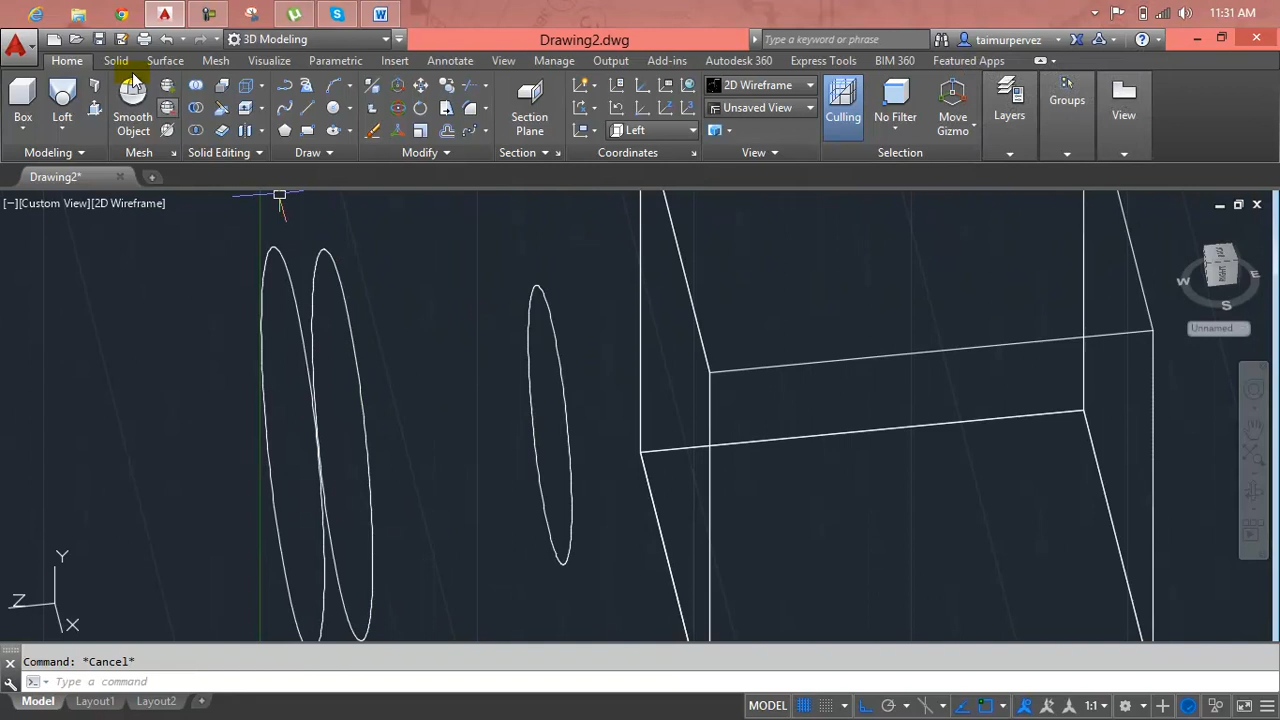 11:31 AM
3D Modeling
Drawing2.dwg
Type a keyword or phrase
taimurpervez
Home Solid Surface Mesh Visualize Parametric Insert Annotate View Manage Output Add-ins Autodesk 360 Express Tools BIM 360 Featured Apps
Box
Loft
Smooth Object
Section Plane
2D Wireframe
Unsaved View
Left
Culling
No Filter
Move Gizmo
Layers
Groups
View
Modeling Mesh Solid Editing Draw Modify Section Coordinates View Selection
Drawing2*
[−][Custom View][2D Wireframe]
W
E
S
RIGHT
Unnamed
Y
Z
X
Command: *Cancel*
Type a command
Model Layout1 Layout2 +
MODEL
1:1